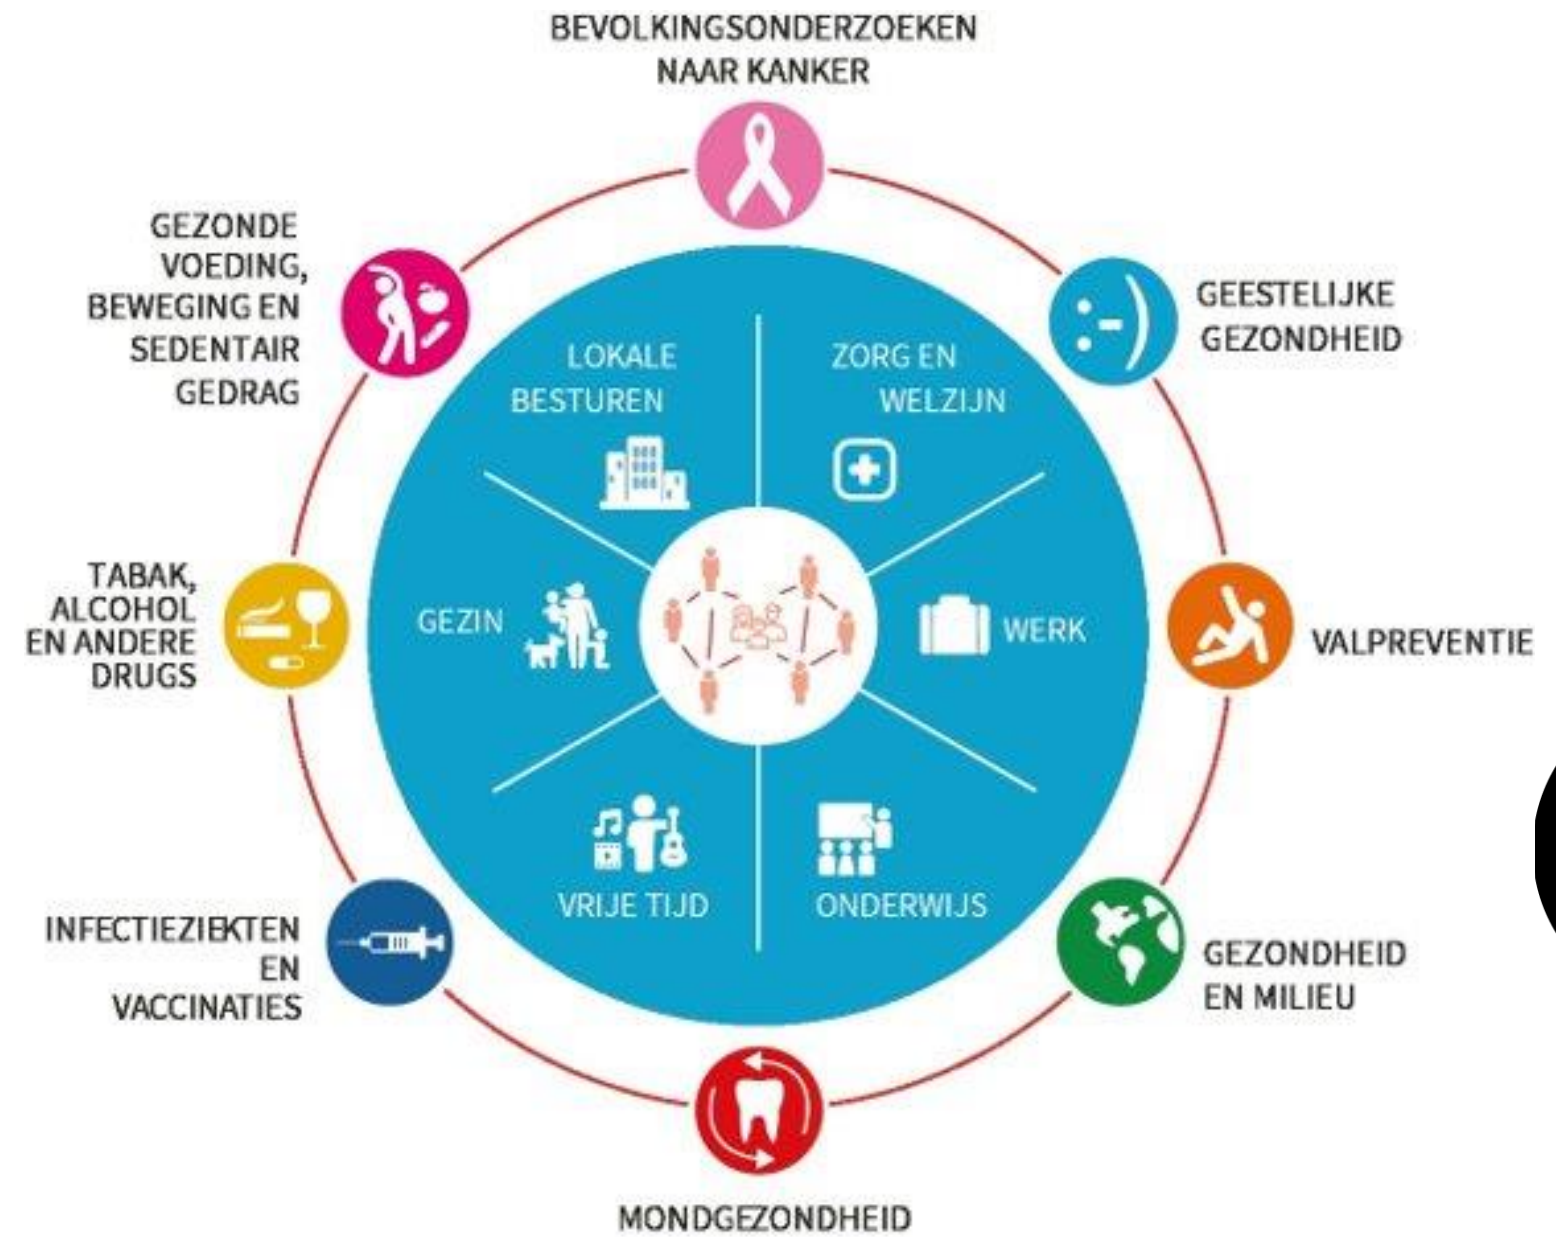 BEVOLKINGSONDERZOEKEN
NAAR KANKER
GEESTELIJKE
GEZONDHEID
VALPREVENTIE
GEZONDHEID
EN MILIEU
MONDGEZONDHEID
INFECTIEZIEKTEN
EN
VACCINATIES
TABAK,
ALCOHOL
EN ANDERE
DRUGS
GEZONDE
VOEDING,
BEWEGING EN
SEDENTAIR
GEDRAG
LOKALE
BESTUREN
ZORG EN
WELZIJN
WERK
ONDERWIJS
VRIJE TIJD
GEZIN
:-)